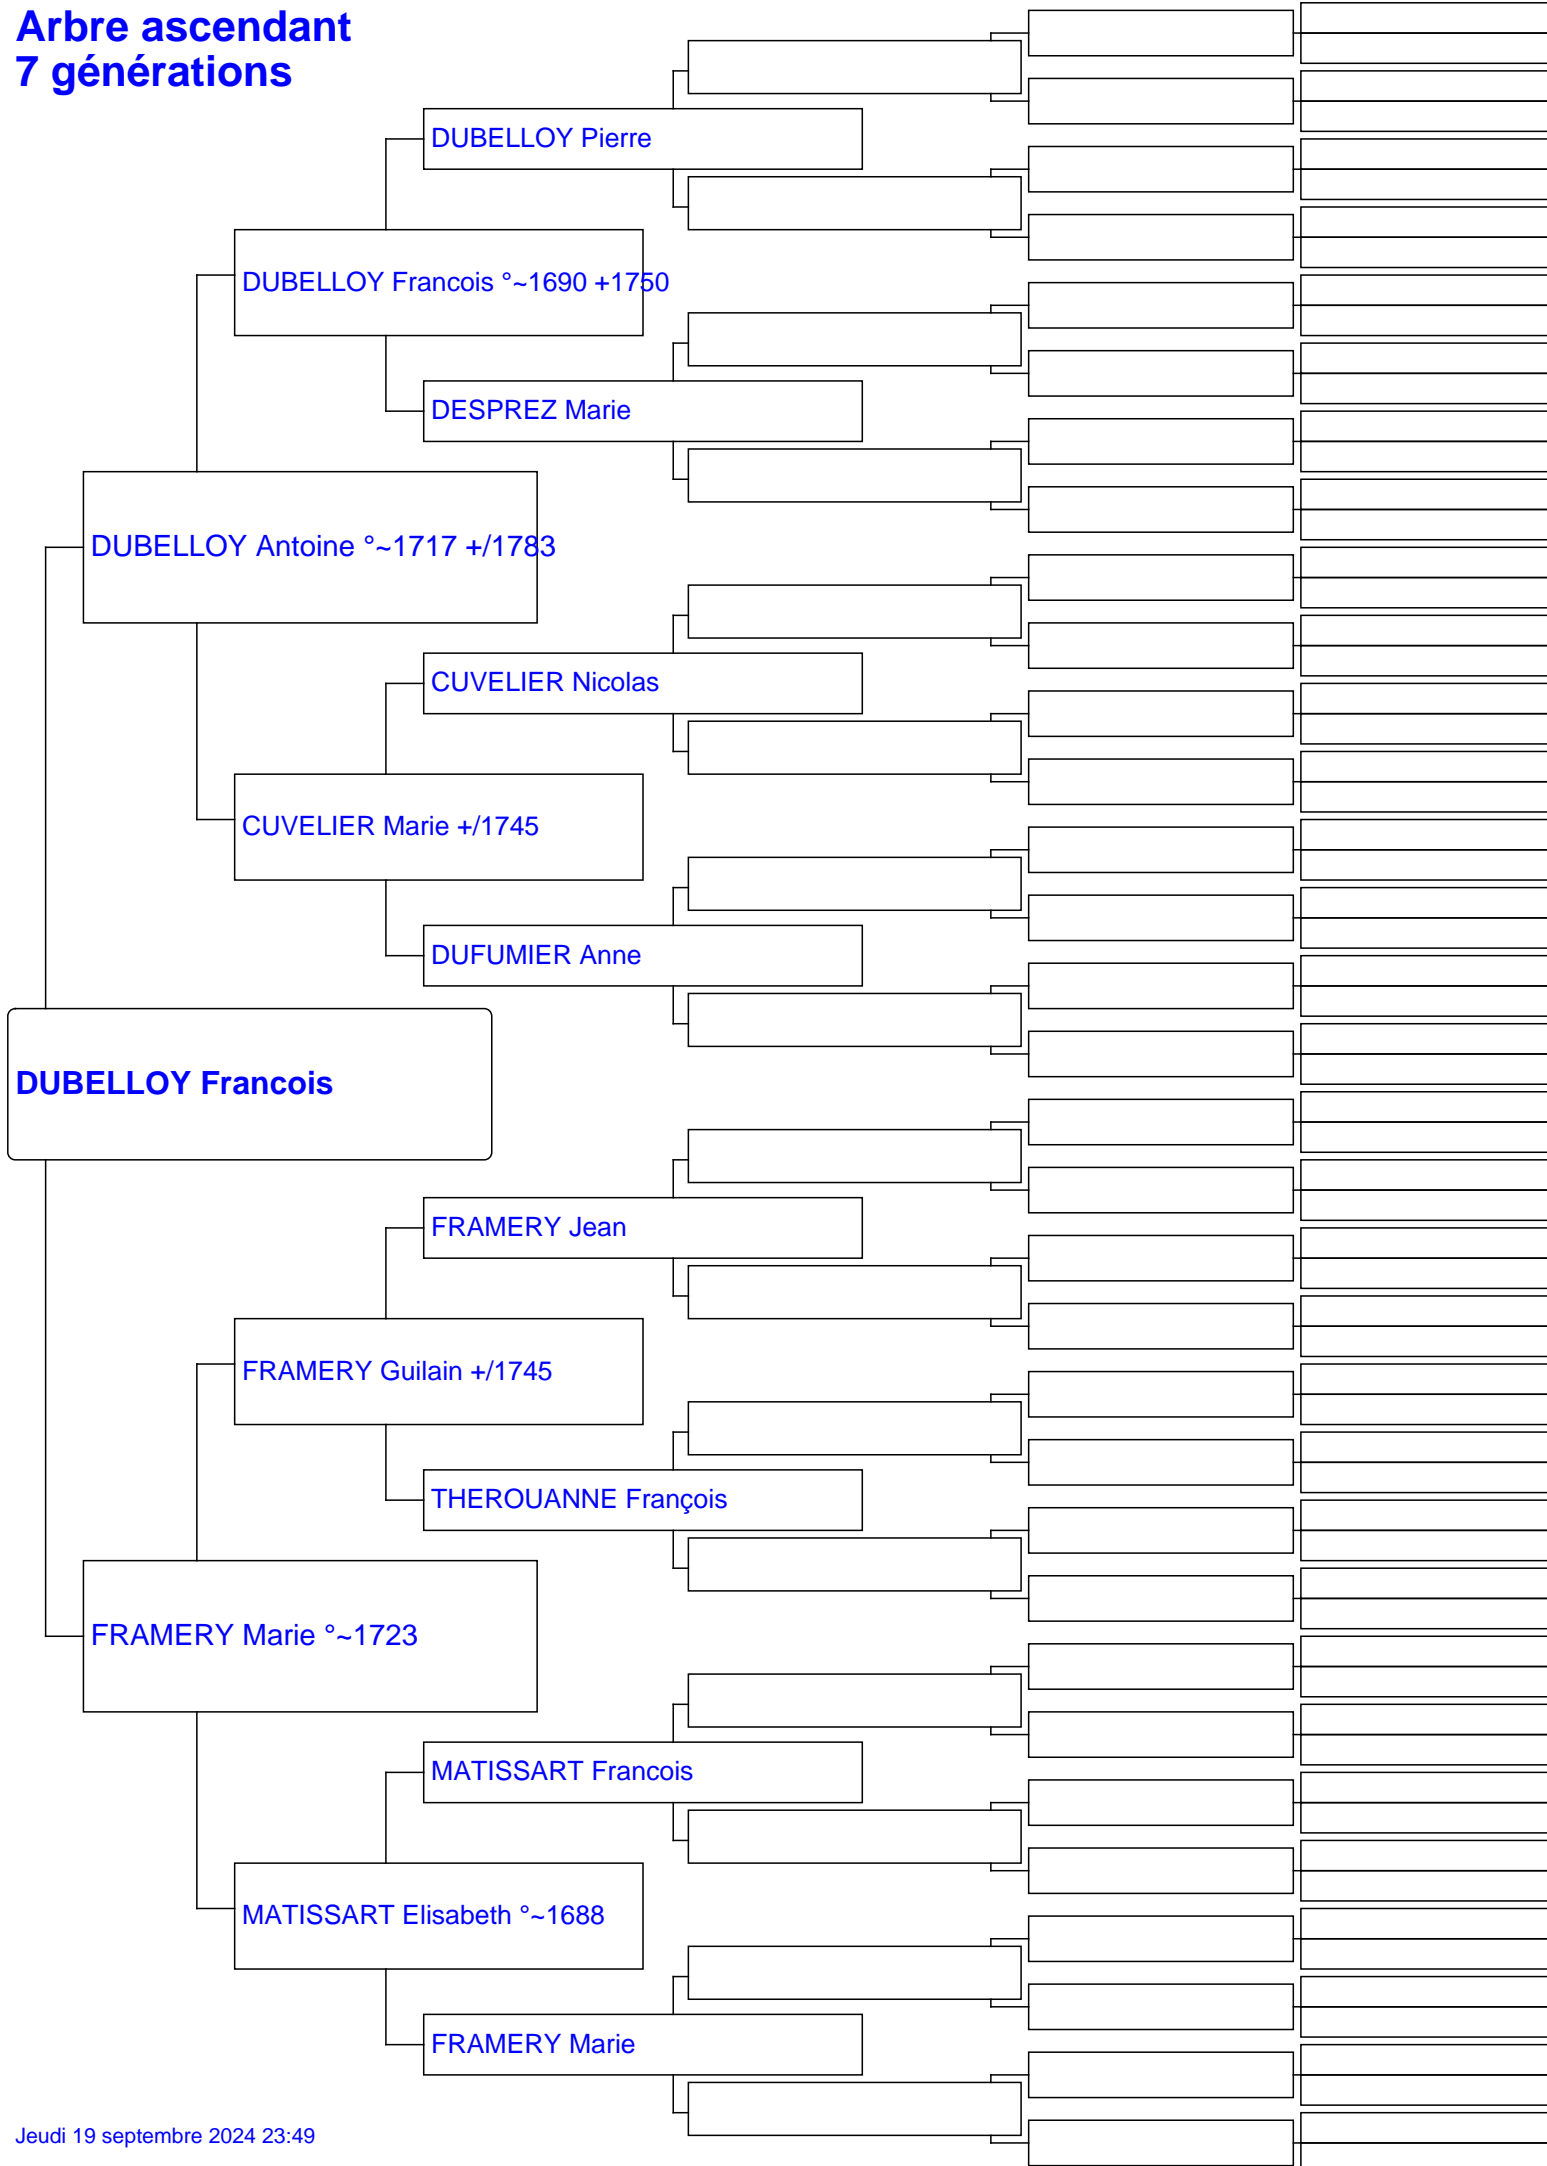 Arbre ascendant
7 générations
DUBELLOY Pierre
DUBELLOY Francois °~1690 +1750
DESPREZ Marie
DUBELLOY Antoine °~1717 +/1783
CUVELIER Nicolas
CUVELIER Marie +/1745
DUFUMIER Anne
DUBELLOY Francois
FRAMERY Jean
FRAMERY Guilain +/1745
THEROUANNE François
FRAMERY Marie °~1723
MATISSART Francois
MATISSART Elisabeth °~1688
FRAMERY Marie
Jeudi 19 septembre 2024 23:49